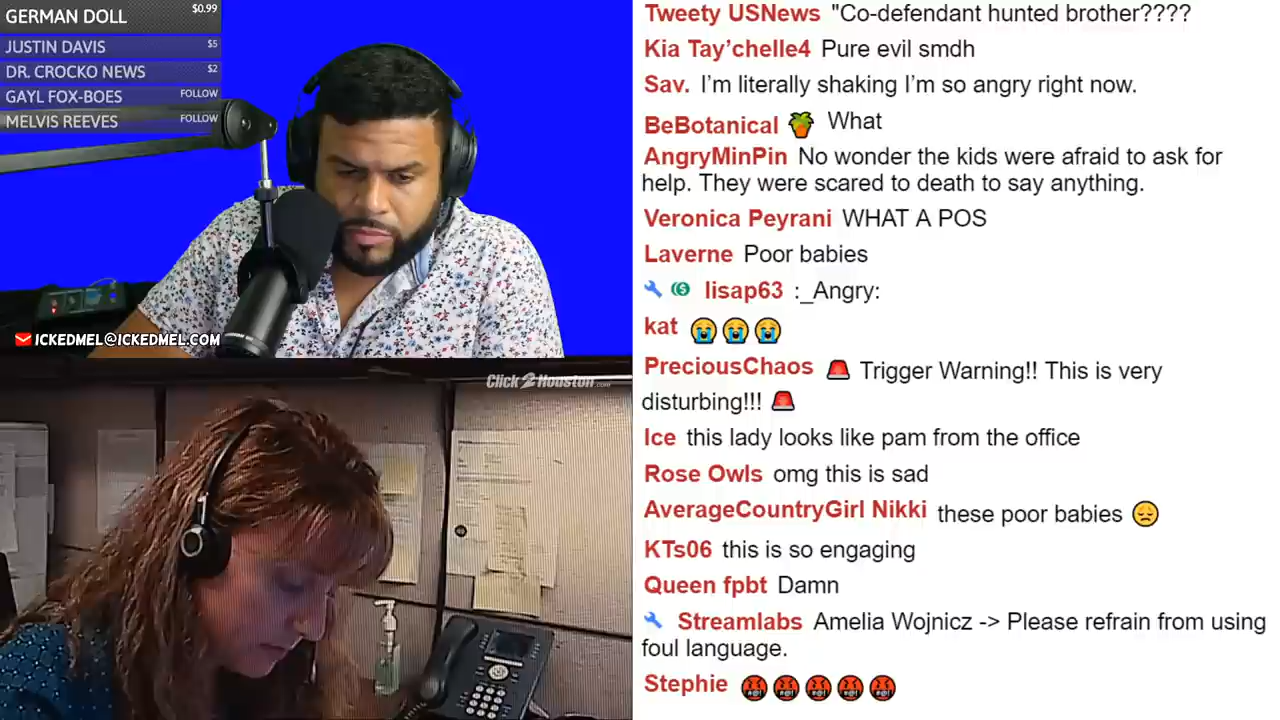 GERMAN DOLL $0.99
JUSTIN DAVIS $5
DR. CROCKO NEWS $2
GAYL FOX-BOES FOLLOW
MELVIS REEVES FOLLOW
ICKEDMEL@ICKEDMEL.COM
Click2Houston.com
Tweety USNews "Co-defendant hunted brother????
Kia Tay’chelle4 Pure evil smdh
Sav. I’m literally shaking I’m so angry right now.
BeBotanical What
AngryMinPin No wonder the kids were afraid to ask for
help. They were scared to death to say anything.
Veronica Peyrani WHAT A POS
Laverne Poor babies
lisap63 :_Angry:
kat 😭😭😭
PreciousChaos 🚨 Trigger Warning!! This is very
disturbing!!! 🚨
Ice this lady looks like pam from the office
Rose Owls omg this is sad
AverageCountryGirl Nikki these poor babies 😞
KTs06 this is so engaging
Queen fpbt Damn
Streamlabs Amelia Wojnicz -> Please refrain from using
foul language.
Stephie 🤬🤬🤬🤬🤬